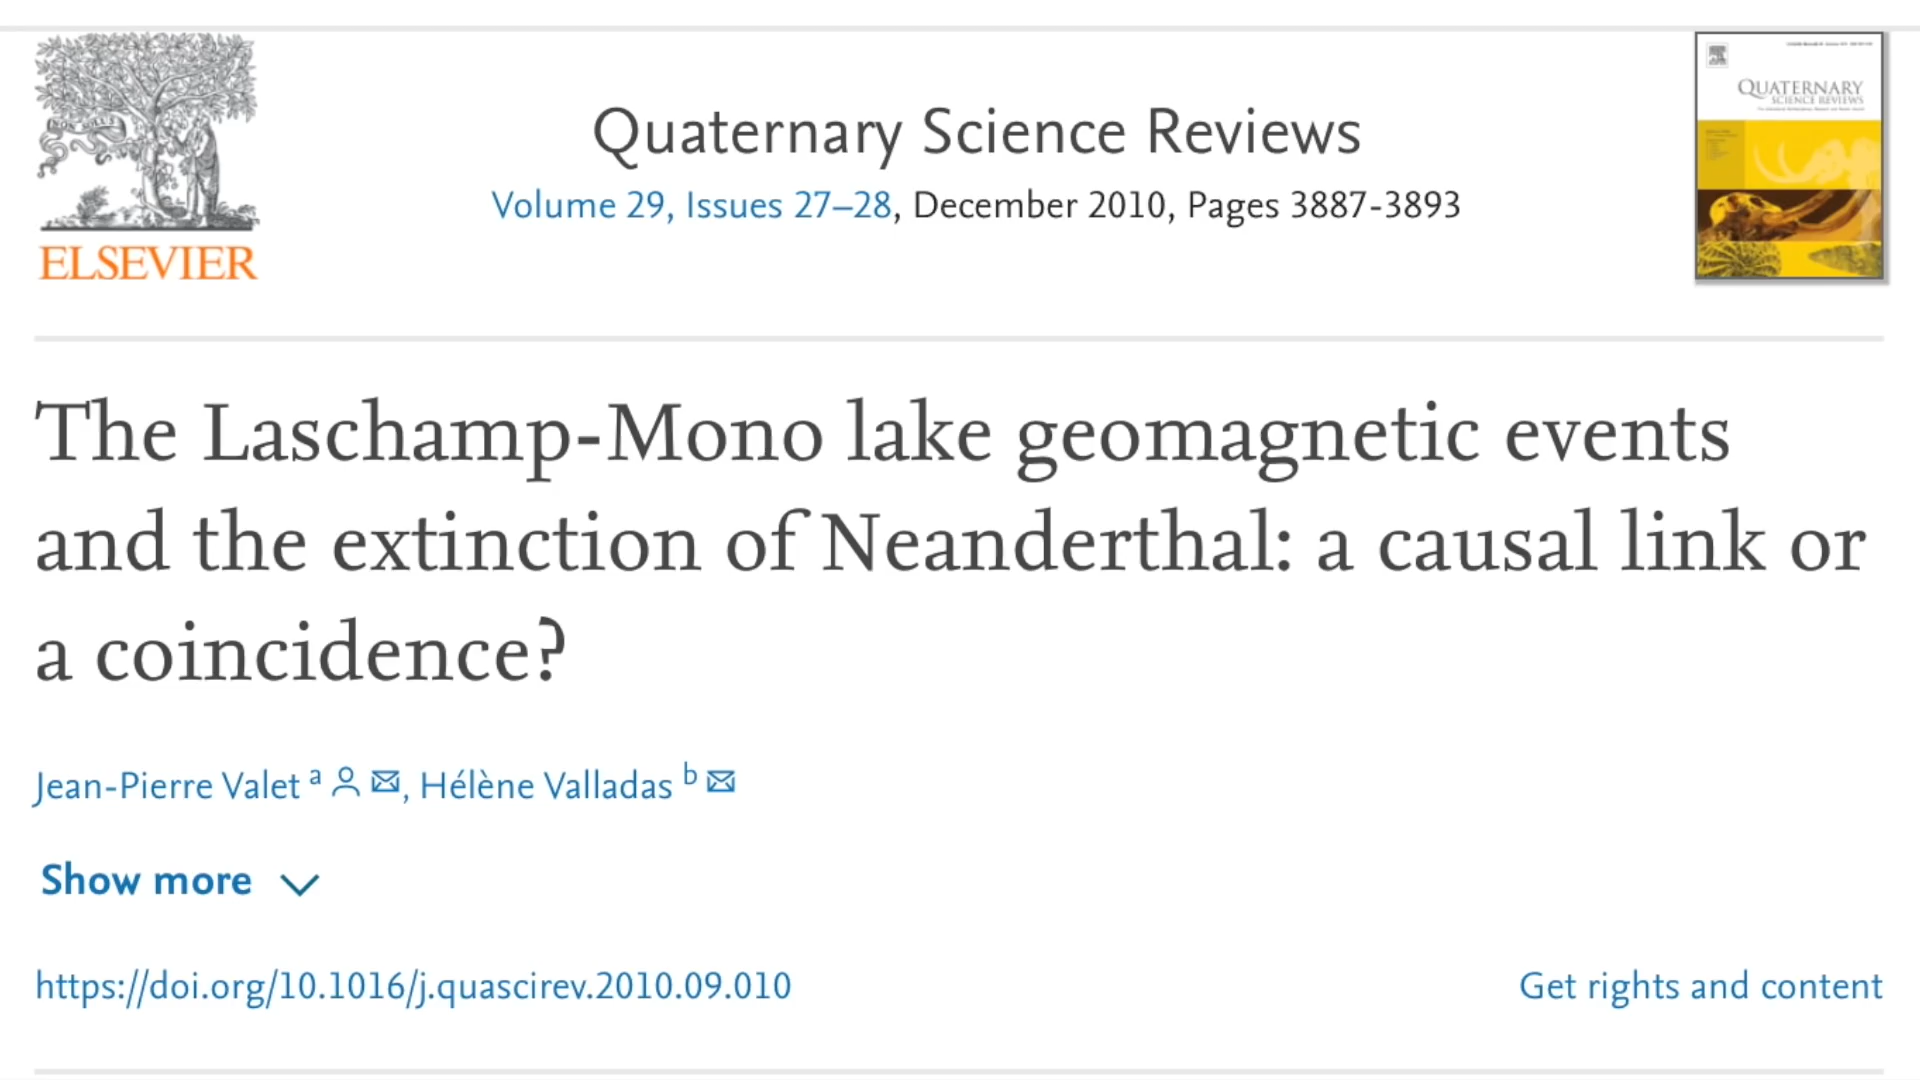 NON SOLUS
ELSEVIER
Quaternary Science Reviews
Volume 29, Issues 27–28, December 2010, Pages 3887-3893
QUATERNARY
SCIENCE REVIEWS
The Laschamp-Mono lake geomagnetic events
and the extinction of Neanderthal: a causal link or
a coincidence?
Jean-Pierre Valet a, Hélène Valladas b
Show more
https://doi.org/10.1016/j.quascirev.2010.09.010
Get rights and content